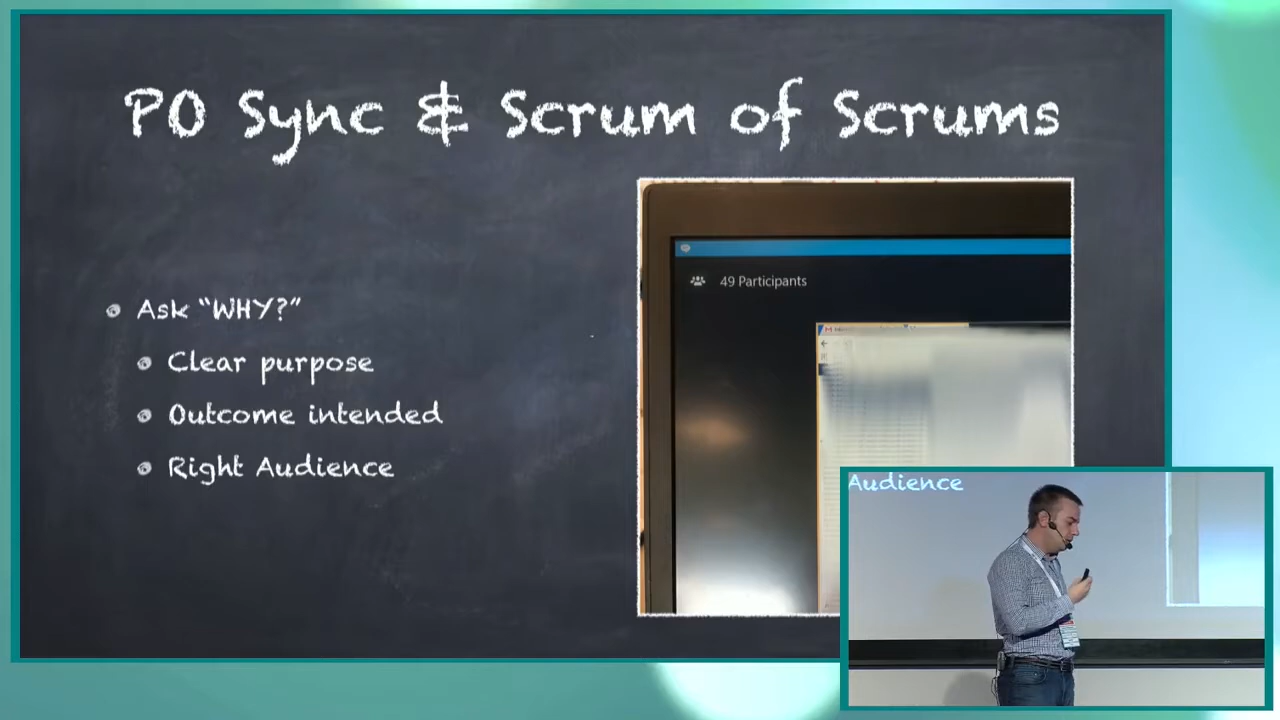 PO Sync & Scrum of Scrums
Ask “WHY?”
Clear purpose
Outcome intended
Right Audience
49 Participants
Audience